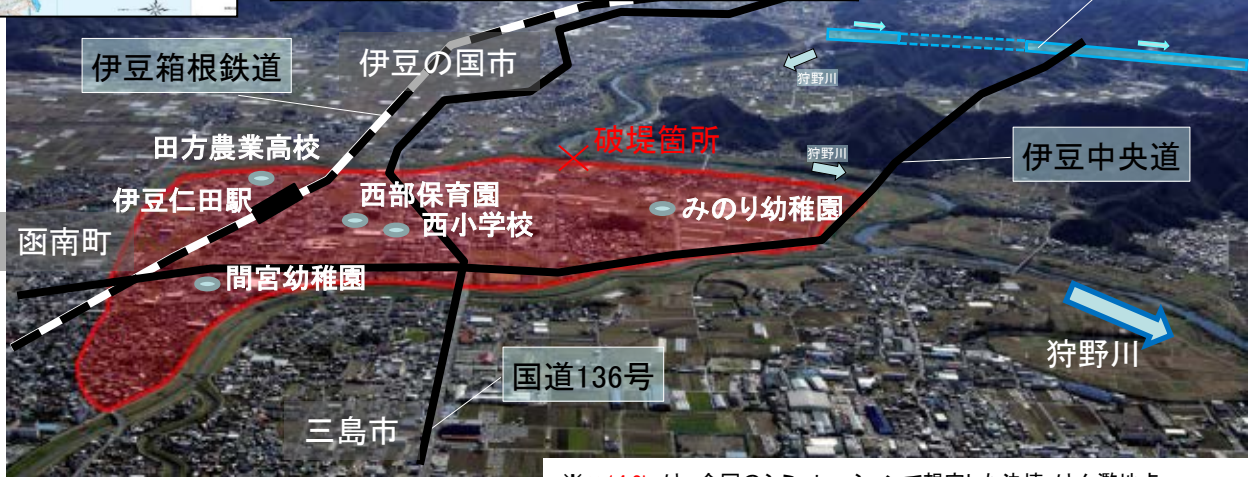 伊豆箱根鉄道
伊豆の国市
狩野川
破堤箇所
狩野川
伊豆中央道
田方農業高校
伊豆仁田駅
西部保育園
西小学校
みのり幼稚園
函南町
間宮幼稚園
狩野川
国道136号
三島市